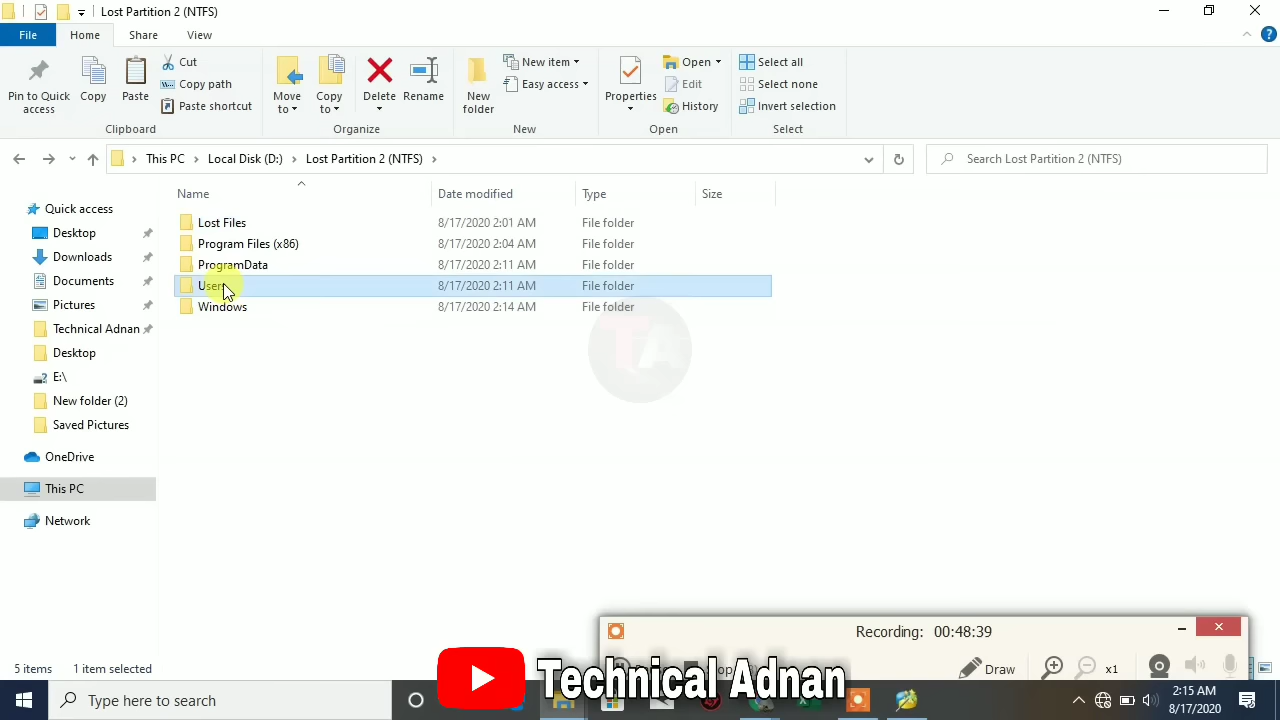 Lost Partition 2 (NTFS)
File
Home
Share
View
Pin to Quick access
Copy
Paste
Cut
Copy path
Paste shortcut
Clipboard
Move to
Copy to
Delete
Rename
Organize
New folder
New item
Easy access
New
Properties
Open
Edit
History
Open
Select all
Select none
Invert selection
Select
This PC > Local Disk (D:) > Lost Partition 2 (NTFS) >
Search Lost Partition 2 (NTFS)
Name
Date modified
Type
Size
Quick access
Desktop
Downloads
Documents
Pictures
Technical Adnan
Desktop
E:\
New folder (2)
Saved Pictures
OneDrive
This PC
Network
Lost Files 8/17/2020 2:01 AM File folder
Program Files (x86) 8/17/2020 2:04 AM File folder
ProgramData 8/17/2020 2:11 AM File folder
Users 8/17/2020 2:11 AM File folder
Windows 8/17/2020 2:14 AM File folder
TA
Recording: 00:48:39
Draw
x1
5 items
1 item selected
Technical Adnan
Type here to search
2:15 AM
8/17/2020